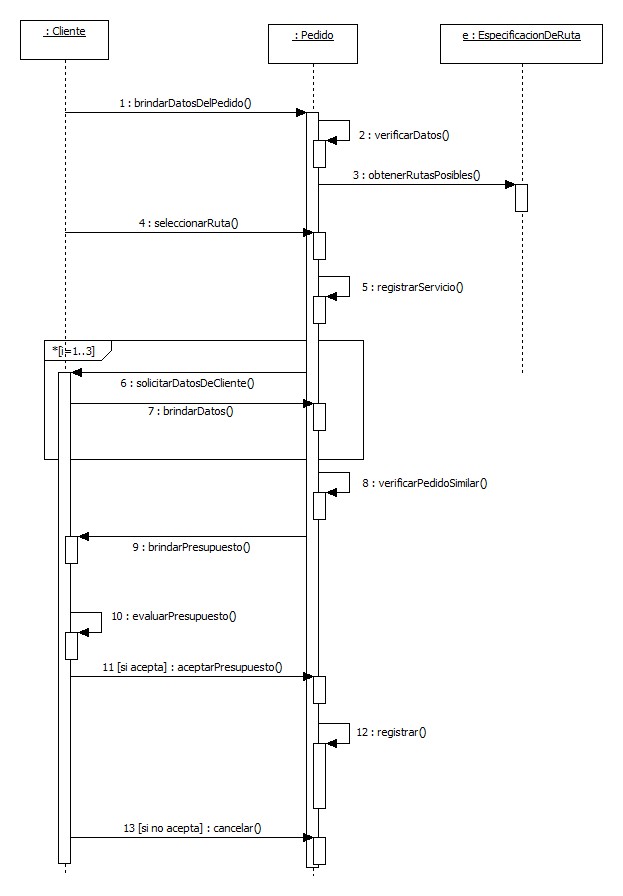 : Cliente
: Pedido
e : EspecificacionDeRuta
1 : brindarDatosDelPedido()
2 : verificarDatos()
3 : obtenerRutasPosibles()
4 : seleccionarRuta()
5 : registrarServicio()
*[i=1..3]
6 : solicitarDatosDeCliente()
7 : brindarDatos()
8 : verificarPedidoSimilar()
9 : brindarPresupuesto()
10 : evaluarPresupuesto()
11 [si acepta] : aceptarPresupuesto()
12 : registrar()
13 [si no acepta] : cancelar()